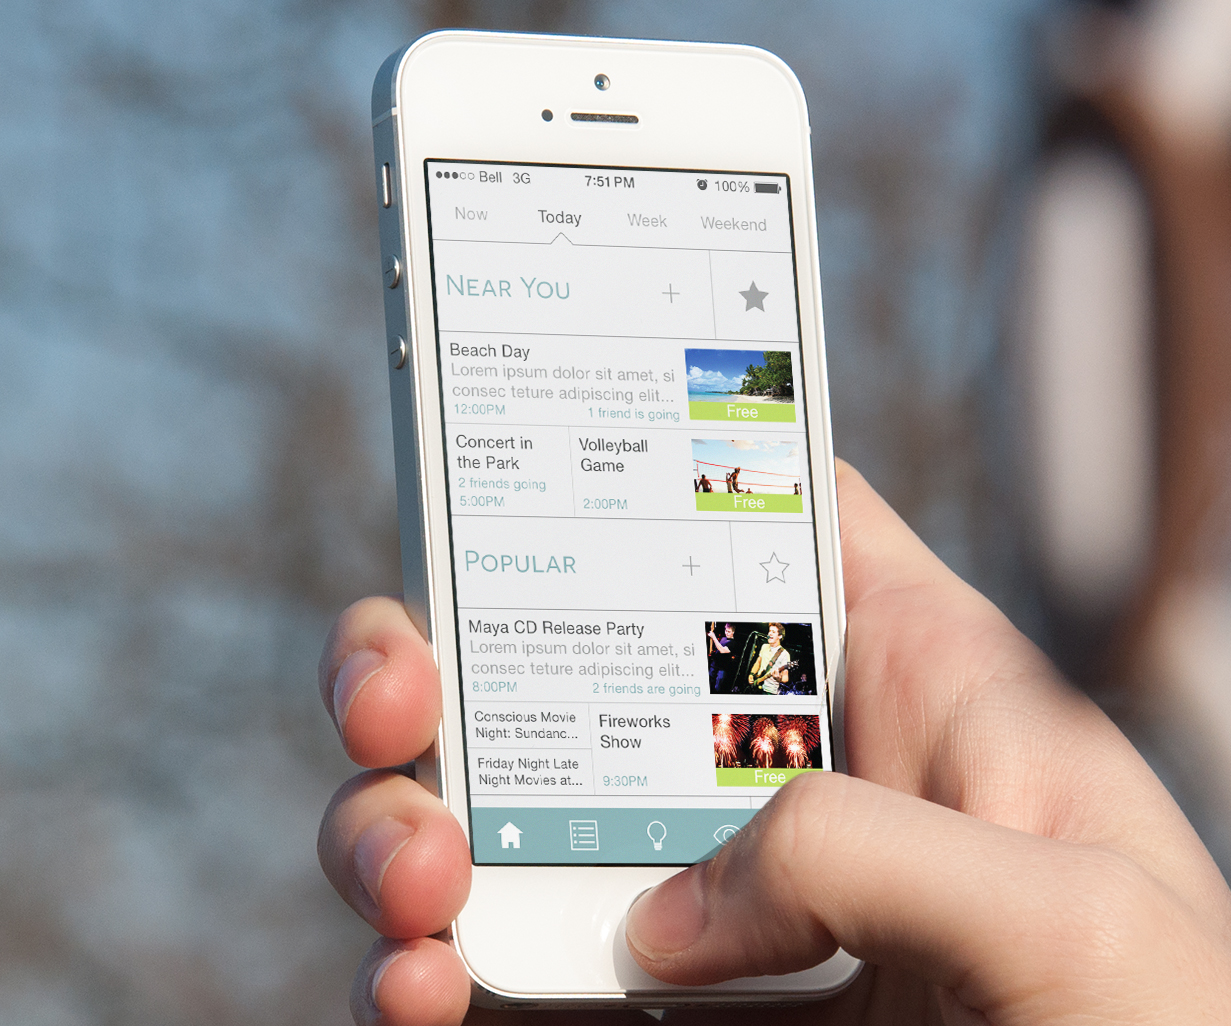 Bell 3G 7:51 PM 100%
Now Today Week Weekend
NEAR YOU
Beach Day
Lorem ipsum dolor sit amet, si
consec teture adipiscing elit...
12:00PM 1 friend is going
Free
Concert in
the Park
2 friends going
5:00PM
Volleyball
Game
2:00PM
Free
POPULAR
Maya CD Release Party
Lorem ipsum dolor sit amet, si
consec teture adipiscing elit...
8:00PM 2 friends are going
Conscious Movie
Night: Sundanc...
Friday Night Late
Night Movies at...
Fireworks
Show
9:30PM
Free